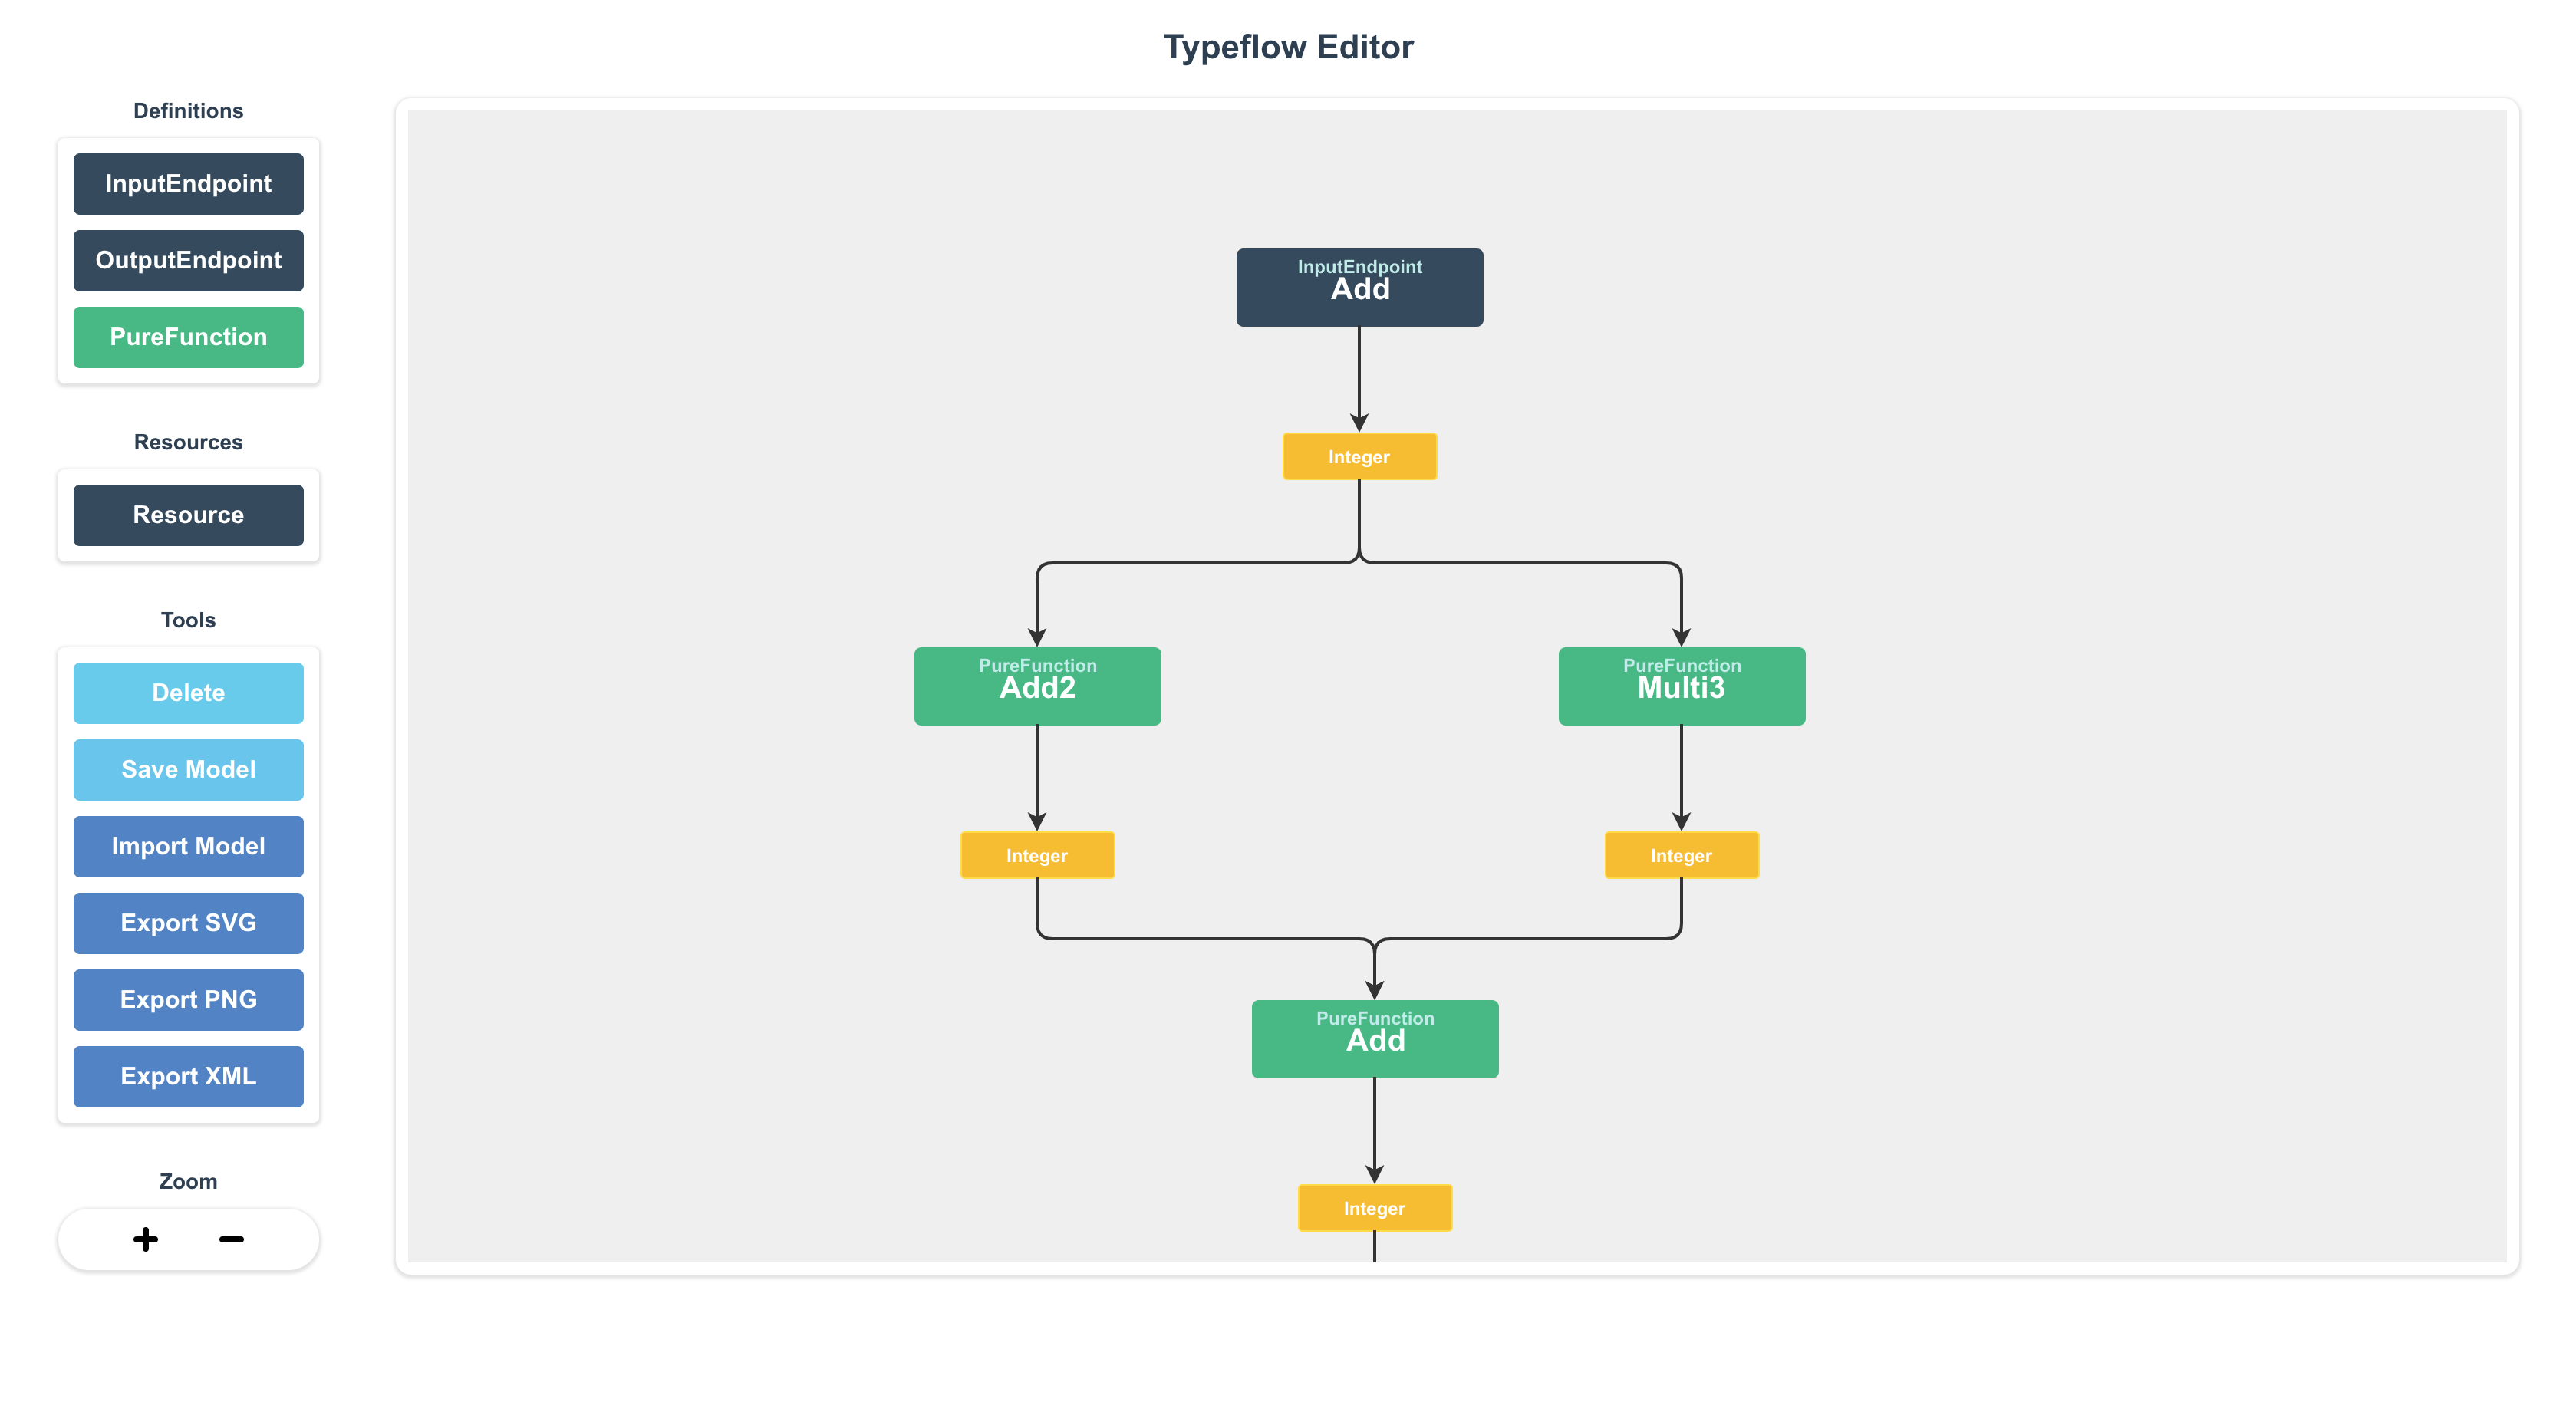 Typeflow Editor
Definitions
InputEndpoint
OutputEndpoint
PureFunction
Resources
Resource
Tools
Delete
Save Model
Import Model
Export SVG
Export PNG
Export XML
Zoom
InputEndpoint
Add
Integer
PureFunction
Add2
PureFunction
Multi3
Integer
Integer
PureFunction
Add
Integer